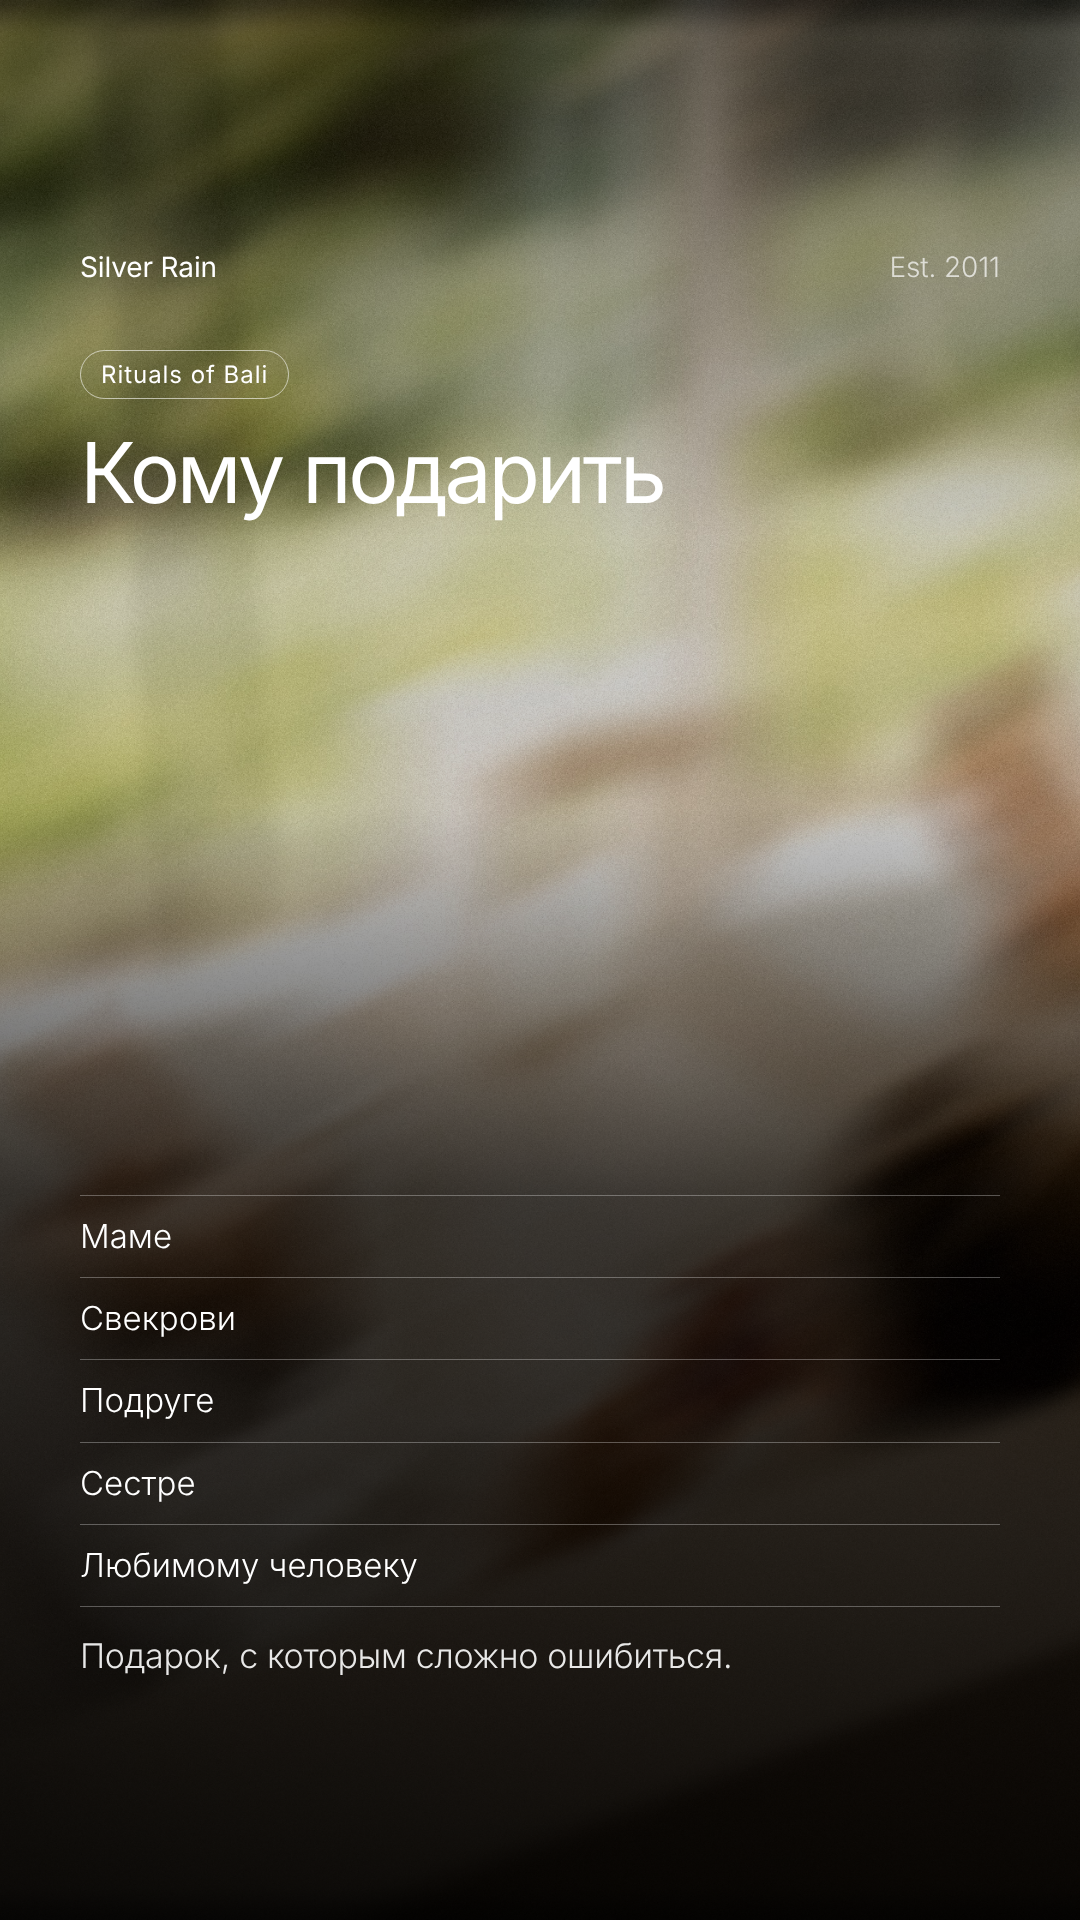 Silver Rain
Est. 2011
Rituals of Bali
Кому подарить
Маме
Свекрови
Подруге
Сестре
Любимому человеку
Подарок, с которым сложно ошибиться.